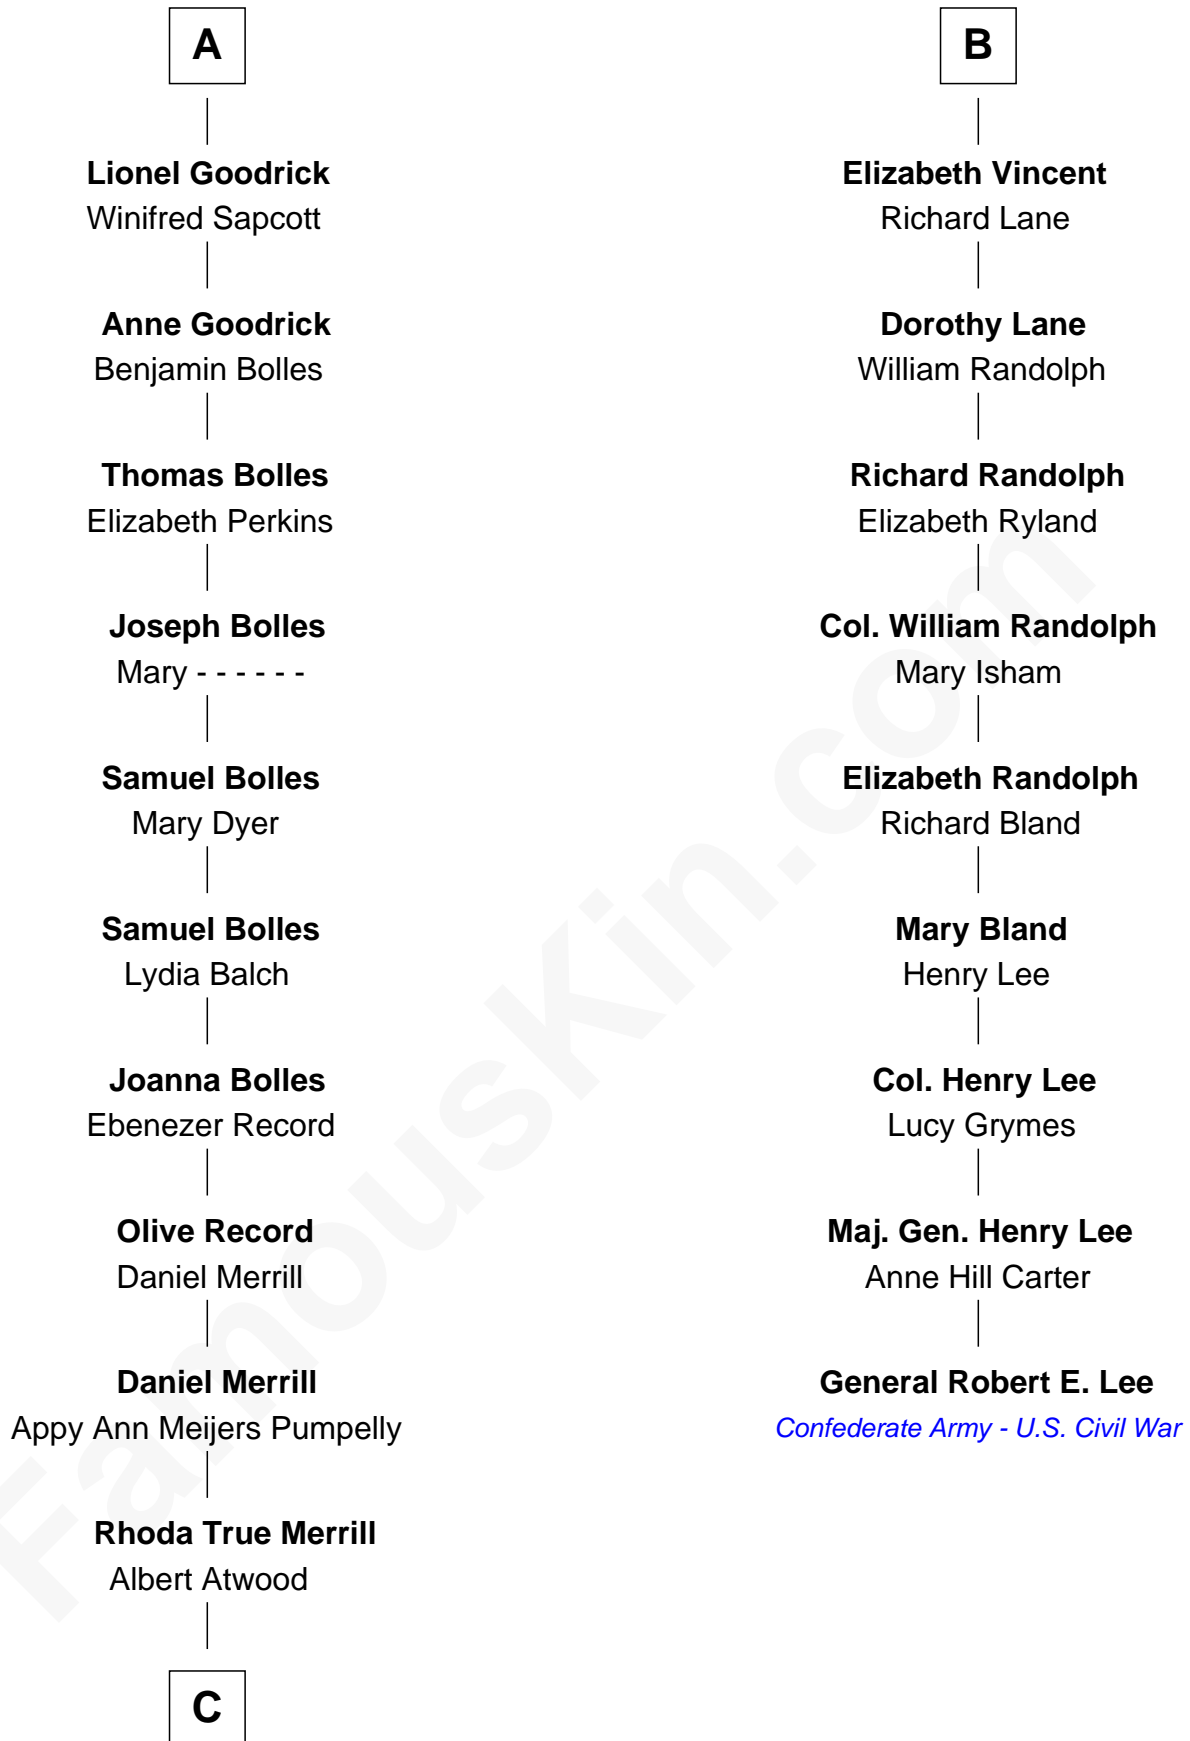 A
Lionel Goodrick
Winifred Sapcott
Anne Goodrick
Benjamin Bolles
Thomas Bolles
Elizabeth Perkins
Joseph Bolles
Mary - - - - - -
Samuel Bolles
Mary Dyer
Samuel Bolles
Lydia Balch
Joanna Bolles
Ebenezer Record
Olive Record
Daniel Merrill
Daniel Merrill
Appy Ann Meijers Pumpelly
Rhoda True Merrill
Albert Atwood
C
B
Elizabeth Vincent
Richard Lane
Dorothy Lane
William Randolph
Richard Randolph
Elizabeth Ryland
Col. William Randolph
Mary Isham
Elizabeth Randolph
Richard Bland
Mary Bland
Henry Lee
Col. Henry Lee
Lucy Grymes
Maj. Gen. Henry Lee
Anne Hill Carter
General Robert E. Lee
Confederate Army - U.S. Civil War
FamousKin.com